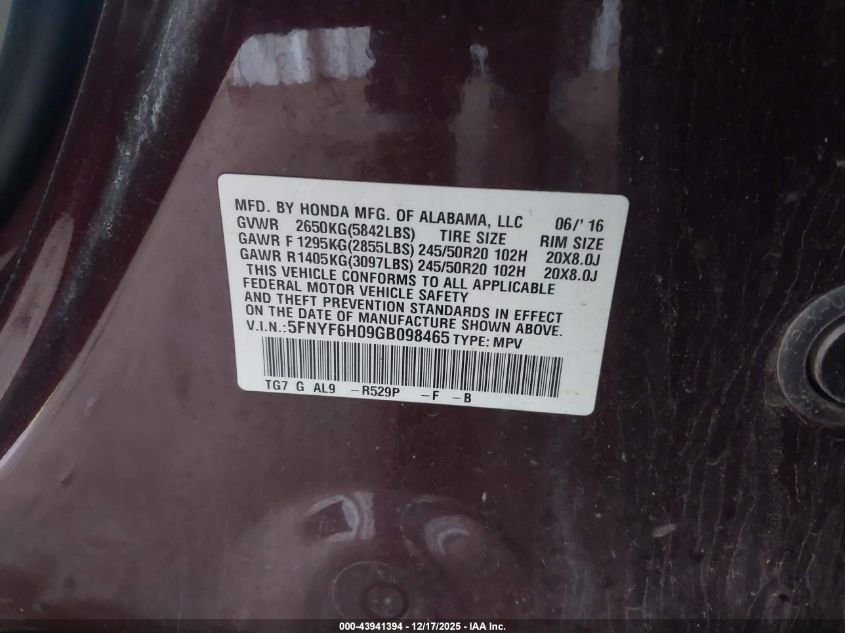 MFD. BY HONDA MFG. OF ALABAMA, LLC 06/' 16
GVWR 2650KG(5842LBS) TIRE SIZE RIM SIZE
GAWR F 1295KG(2855LBS) 245/50R20 102H 20X8.0J
GAWR R1405KG(3097LBS) 245/50R20 102H 20X8.0J
THIS VEHICLE CONFORMS TO ALL APPLICABLE
FEDERAL MOTOR VEHICLE SAFETY
AND THEFT PREVENTION STANDARDS IN EFFECT
ON THE DATE OF MANUFACTURE SHOWN ABOVE.
V.I.N.:5FNYF6H09GB098465 TYPE: MPV
TG7 G AL9 -R529P -F -B
000-43941394 - 12/17/2025 - IAA Inc.